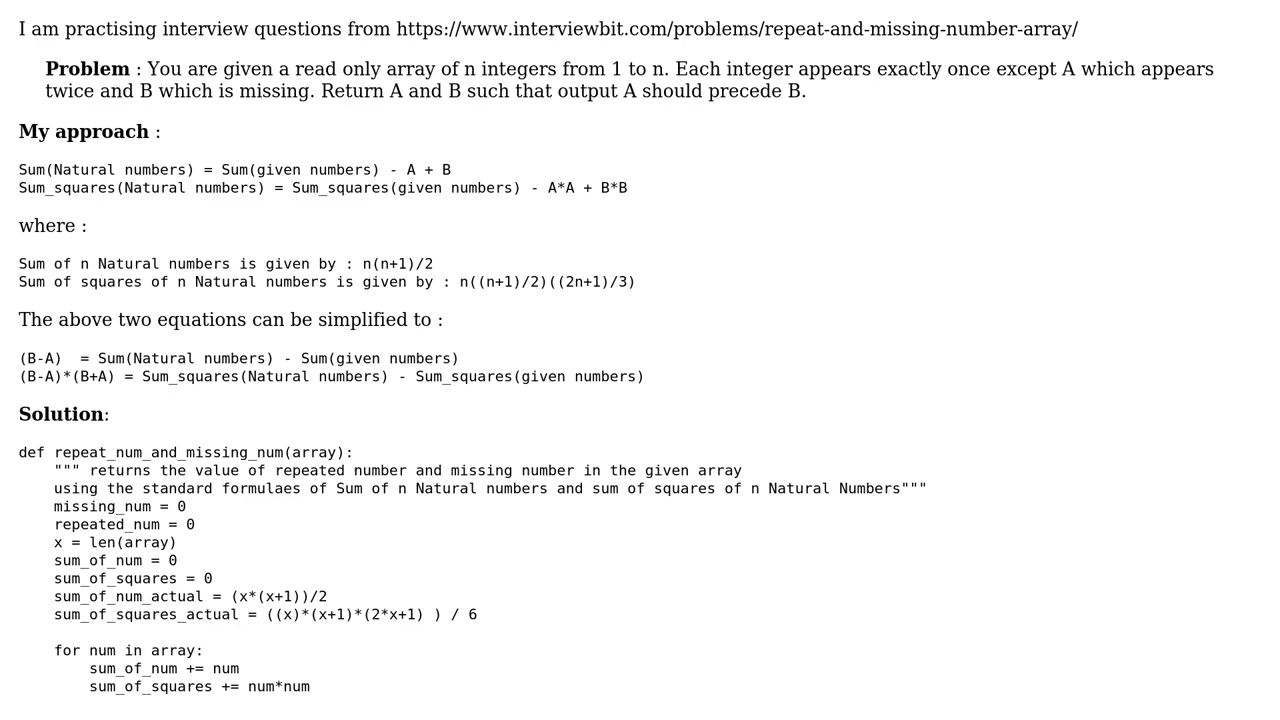 I am practising interview questions from https://www.interviewbit.com/problems/repeat-and-missing-number-array/
Problem : You are given a read only array of n integers from 1 to n. Each integer appears exactly once except A which appears
twice and B which is missing. Return A and B such that output A should precede B.
My approach :
Sum(Natural numbers) = Sum(given numbers) - A + B
Sum_squares(Natural numbers) = Sum_squares(given numbers) - A*A + B*B
where :
Sum of n Natural numbers is given by : n(n+1)/2
Sum of squares of n Natural numbers is given by : n((n+1)/2)((2n+1)/3)
The above two equations can be simplified to :
(B-A)  = Sum(Natural numbers) - Sum(given numbers)
(B-A)*(B+A) = Sum_squares(Natural numbers) - Sum_squares(given numbers)
Solution:
def repeat_num_and_missing_num(array):
    """ returns the value of repeated number and missing number in the given array
    using the standard formulaes of Sum of n Natural numbers and sum of squares of n Natural Numbers"""
    missing_num = 0
    repeated_num = 0
    x = len(array)
    sum_of_num = 0
    sum_of_squares = 0
    sum_of_num_actual = (x*(x+1))/2
    sum_of_squares_actual = ((x)*(x+1)*(2*x+1) ) / 6
    for num in array:
        sum_of_num += num
        sum_of_squares += num*num